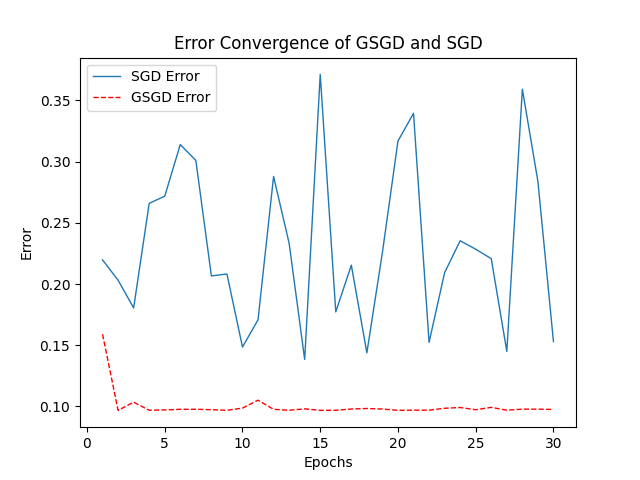 Error Convergence of GSGD and SGD
SGD Error
GSGD Error
0.35
0.30
0.25
0.20
0.15
0.10
Error
0 5 10 15 20 25 30
Epochs